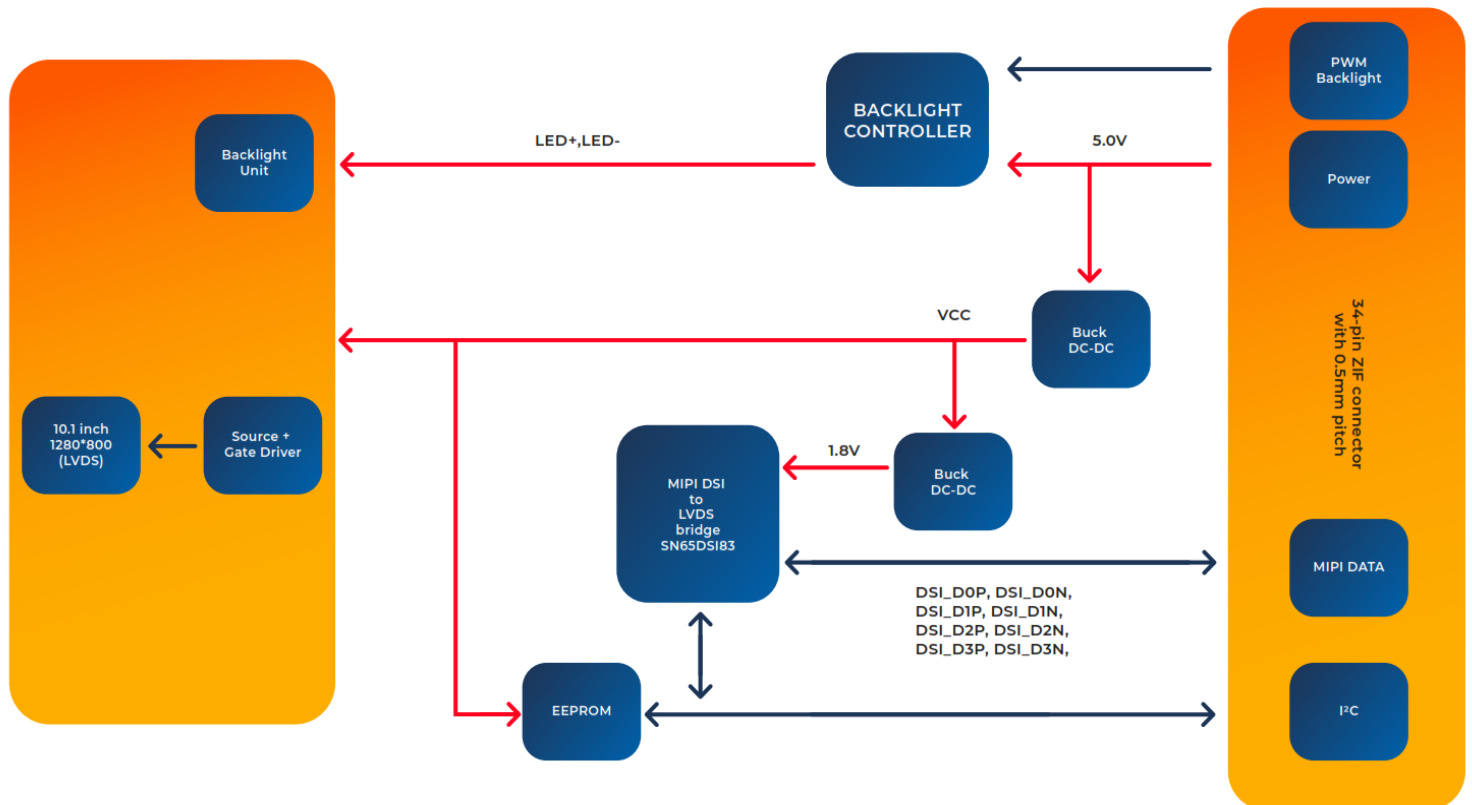 PWM
Backlight
BACKLIGHT
CONTROLLER
LED+,LED-
5.0V
Backlight
Unit
Power
VCC
Buck
DC-DC
34-pin ZIF connector
with 0.5mm pitch
10.1 inch
1280*800
(LVDS)
Source +
Gate Driver
1.8V
Buck
DC-DC
MIPI DSI
to
LVDS
bridge
SN65DSI83
MIPI DATA
DSI_D0P, DSI_D0N,
DSI_D1P, DSI_D1N,
DSI_D2P, DSI_D2N,
DSI_D3P, DSI_D3N,
EEPROM
I²C